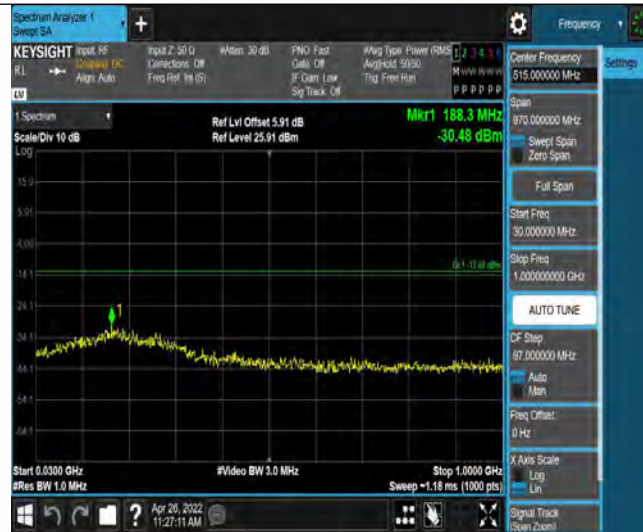 Spectrum Analyzer 1
Swept SA
Frequency
KEYSIGHT
Input: RF
Coupling: DC
Align: Auto
Input Z: 50 Ω
Corrections: Off
Freq Ref: Int (S)
#Atten: 30 dB
PNO: Fast
Gate: Off
IF Gain: Low
Sig Track: Off
#Avg Type: Power (RMS
Avg|Hold: 50/50
Trig: Free Run
1 2 3 4 5 6
M W W W W W
P P P P P P
RL
LV
Center Frequency
515.000000 MHz
Settings
1 Spectrum
Scale/Div 10 dB
Log
Ref Lvl Offset 5.91 dB
Ref Level 25.91 dBm
Mkr1 188.3 MHz
-30.48 dBm
Span
970.000000 MHz
Swept Span
Zero Span
Full Span
Start Freq
30.000000 MHz
Stop Freq
1.000000000 GHz
AUTO TUNE
CF Step
97.000000 MHz
Auto
Man
Freq Offset
0 Hz
X Axis Scale
Log
Lin
Signal Track
(Span Zoom)
15.9
5.91
-4.09
-14.1
-24.1
-34.1
-44.1
-54.1
-64.1
1
Start 0.0300 GHz
#Res BW 1.0 MHz
#Video BW 3.0 MHz
Stop 1.0000 GHz
Sweep ~1.18 ms (1000 pts)
?
Apr 26, 2022
11:27:11 AM